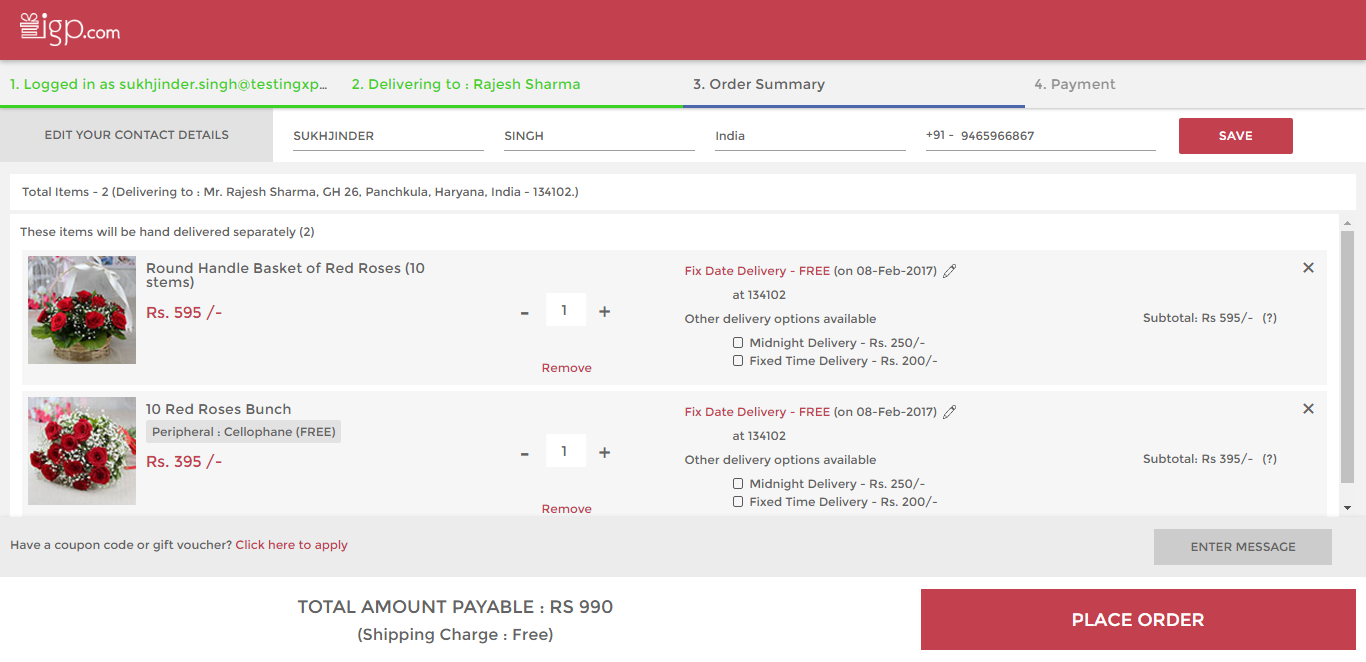 igp.com
1. Logged in as sukhjinder.singh@testingxp...
2. Delivering to : Rajesh Sharma
3. Order Summary
4. Payment
EDIT YOUR CONTACT DETAILS
SUKHJINDER
SINGH
India
+91 - 9465966867
SAVE
Total Items - 2 (Delivering to : Mr. Rajesh Sharma, GH 26, Panchkula, Haryana, India - 134102.)
These items will be hand delivered separately (2)
Round Handle Basket of Red Roses (10
stems)
Rs. 595 /-
- 1 +
Remove
Fix Date Delivery - FREE (on 08-Feb-2017)
at 134102
Other delivery options available
Midnight Delivery - Rs. 250/-
Fixed Time Delivery - Rs. 200/-
Subtotal: Rs 595/- (?)
10 Red Roses Bunch
Peripheral : Cellophane (FREE)
Rs. 395 /-
- 1 +
Remove
Fix Date Delivery - FREE (on 08-Feb-2017)
at 134102
Other delivery options available
Midnight Delivery - Rs. 250/-
Fixed Time Delivery - Rs. 200/-
Subtotal: Rs 395/- (?)
Have a coupon code or gift voucher? Click here to apply
ENTER MESSAGE
TOTAL AMOUNT PAYABLE : RS 990
(Shipping Charge : Free)
PLACE ORDER